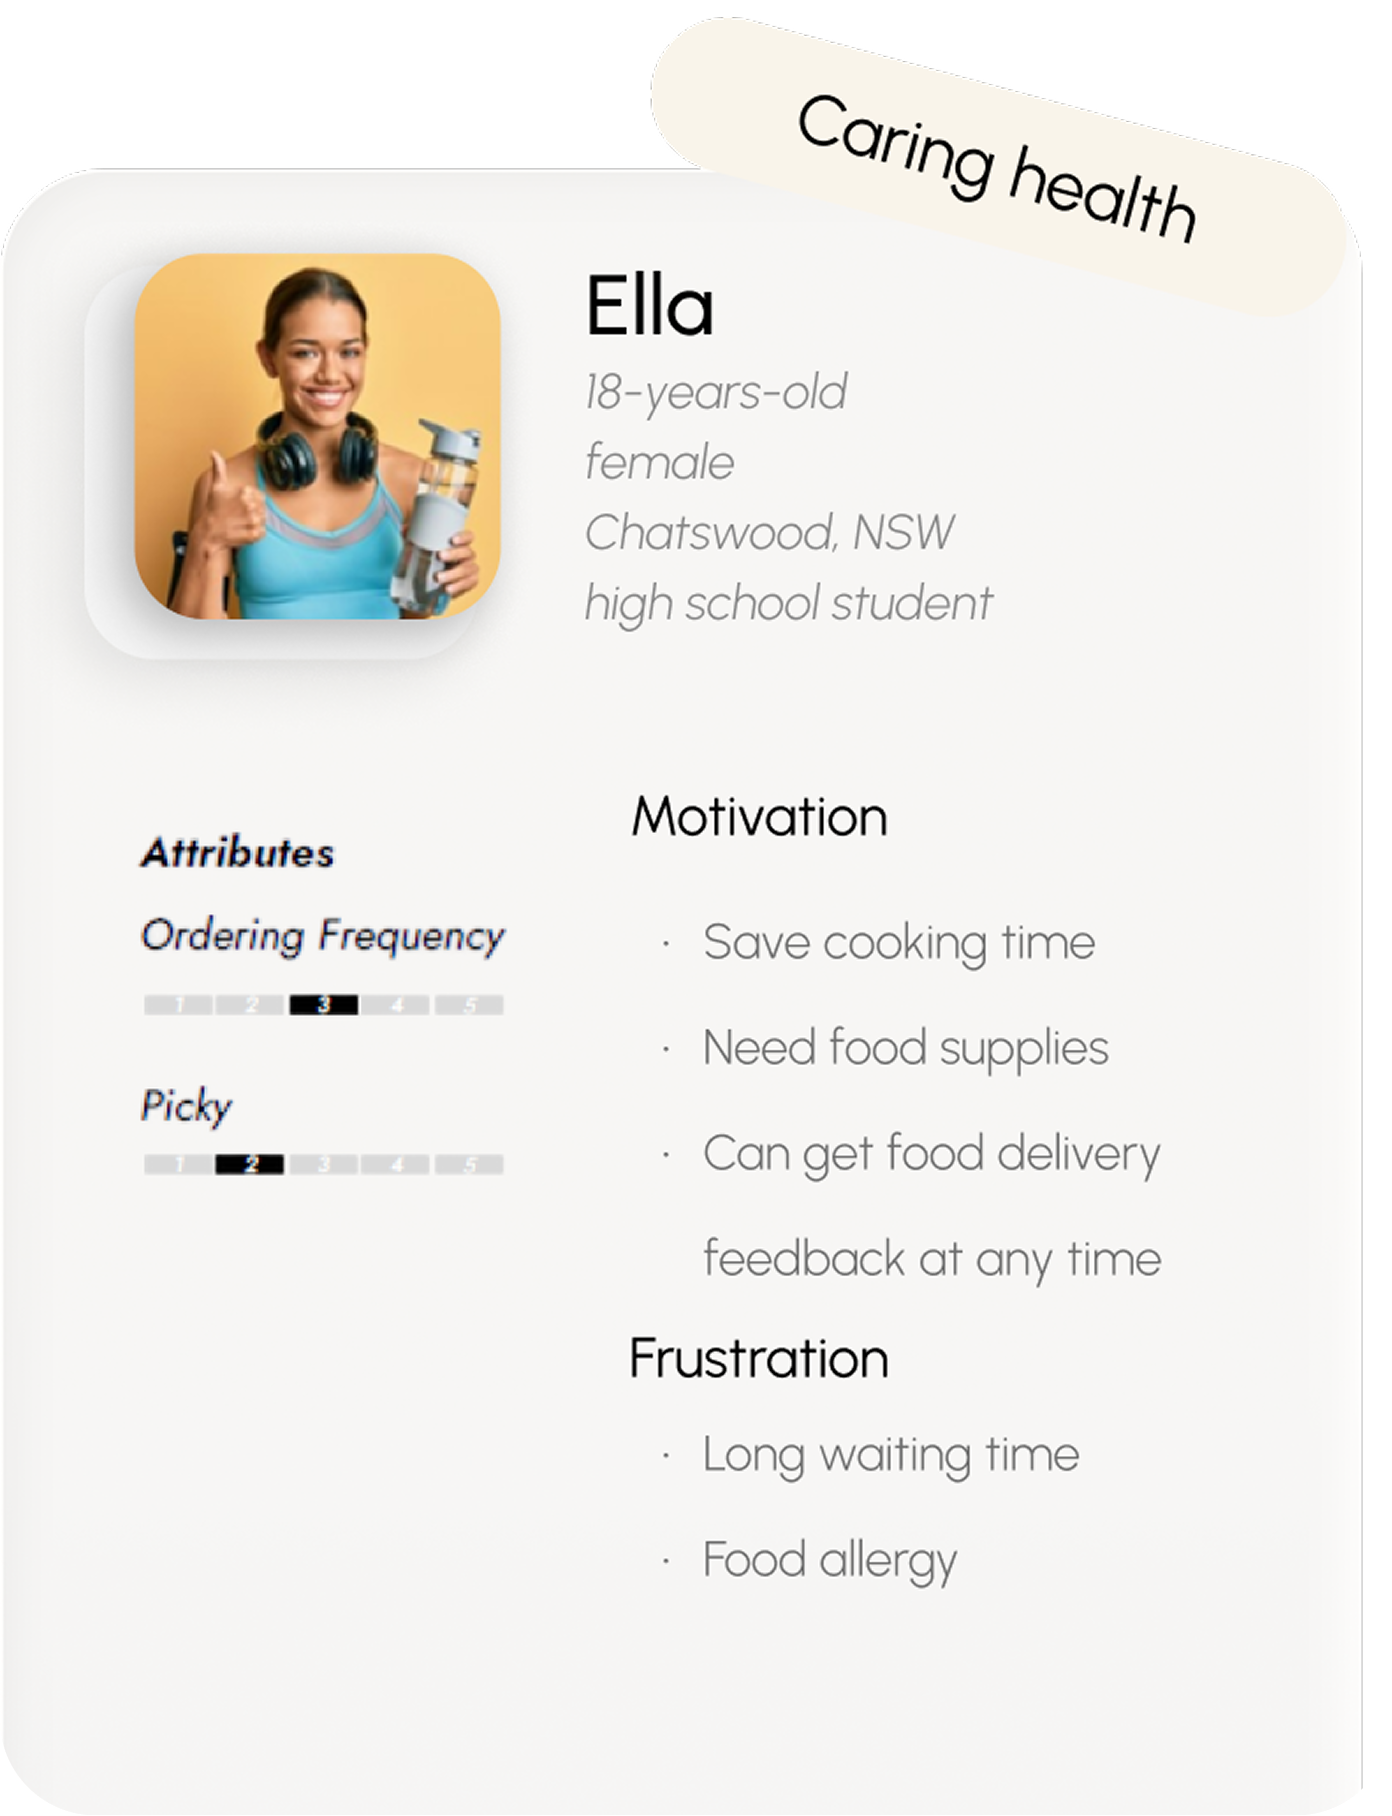 Caring health
Ella
18-years-old
female
Chatswood, NSW
high school student
Attributes
Ordering Frequency
1 2 3 4 5
Picky
1 2 3 4 5
Motivation
· Save cooking time
· Need food supplies
· Can get food delivery
feedback at any time
Frustration
· Long waiting time
· Food allergy